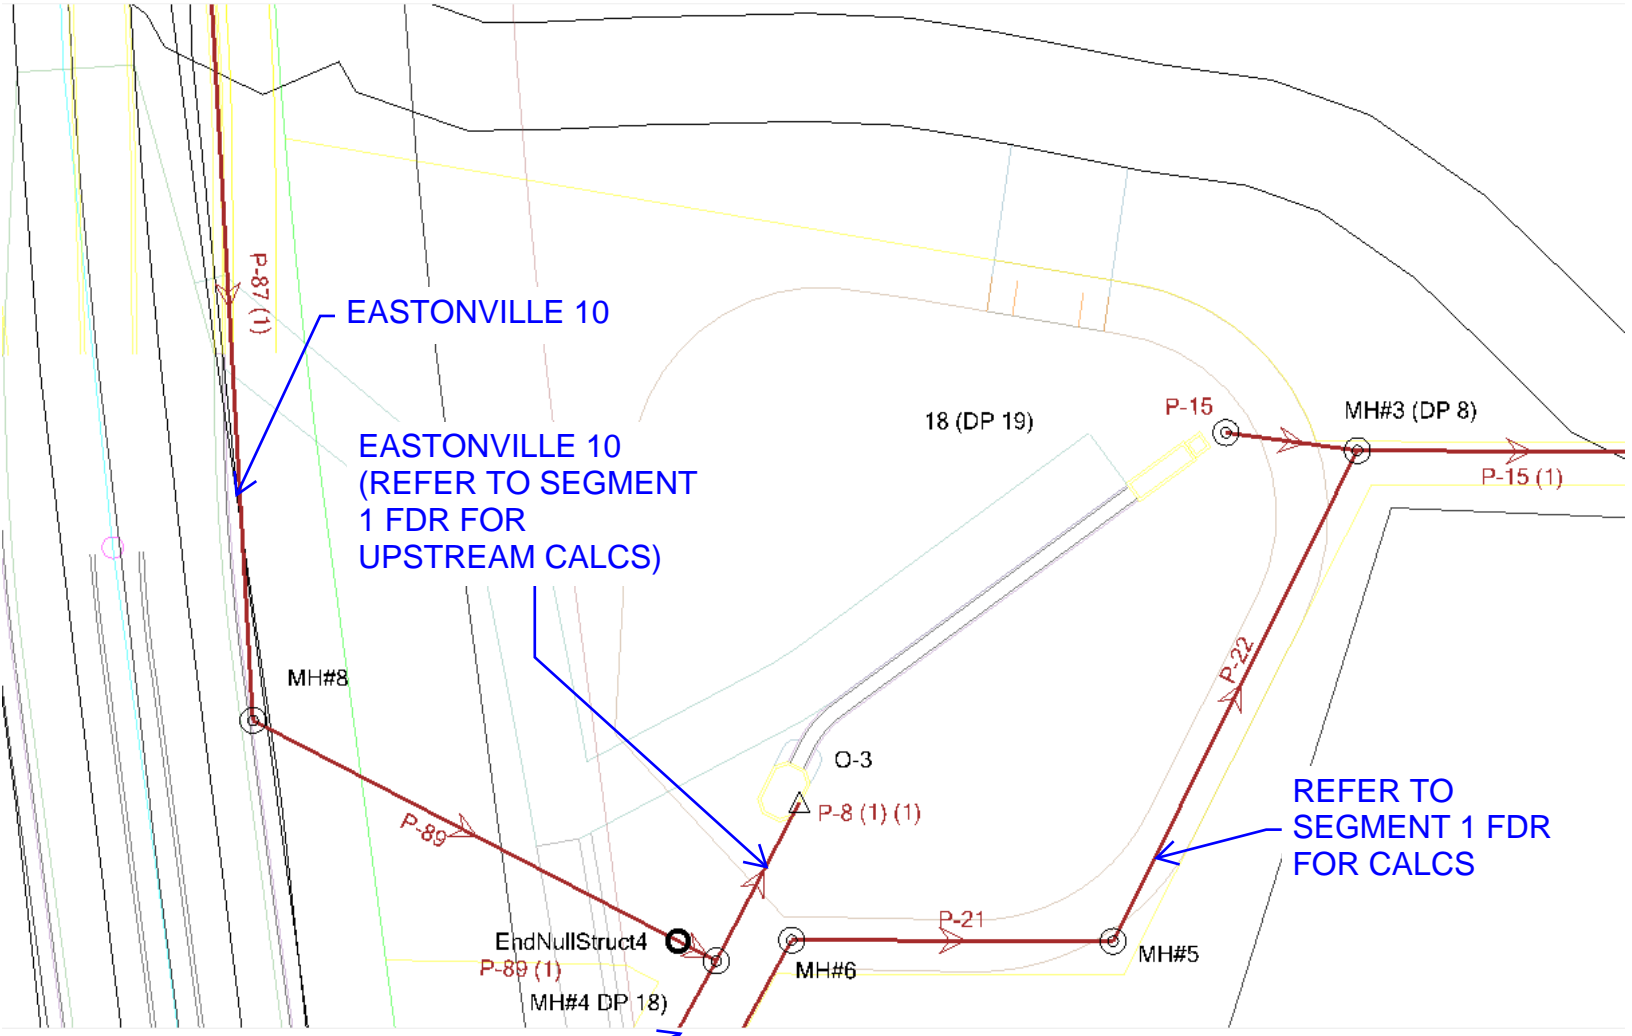 P-87 (1)
EASTONVILLE 10
EASTONVILLE 10
(REFER TO SEGMENT
1 FDR FOR
UPSTREAM CALCS)
18 (DP 19)
P-15
MH#3 (DP 8)
P-15 (1)
P-22
MH#8
O-3
P-8 (1) (1)
P-89
REFER TO
SEGMENT 1 FDR
FOR CALCS
EndNullStruct4
P-89 (1)
MH#4 DP 18)
P-21
MH#6
MH#5